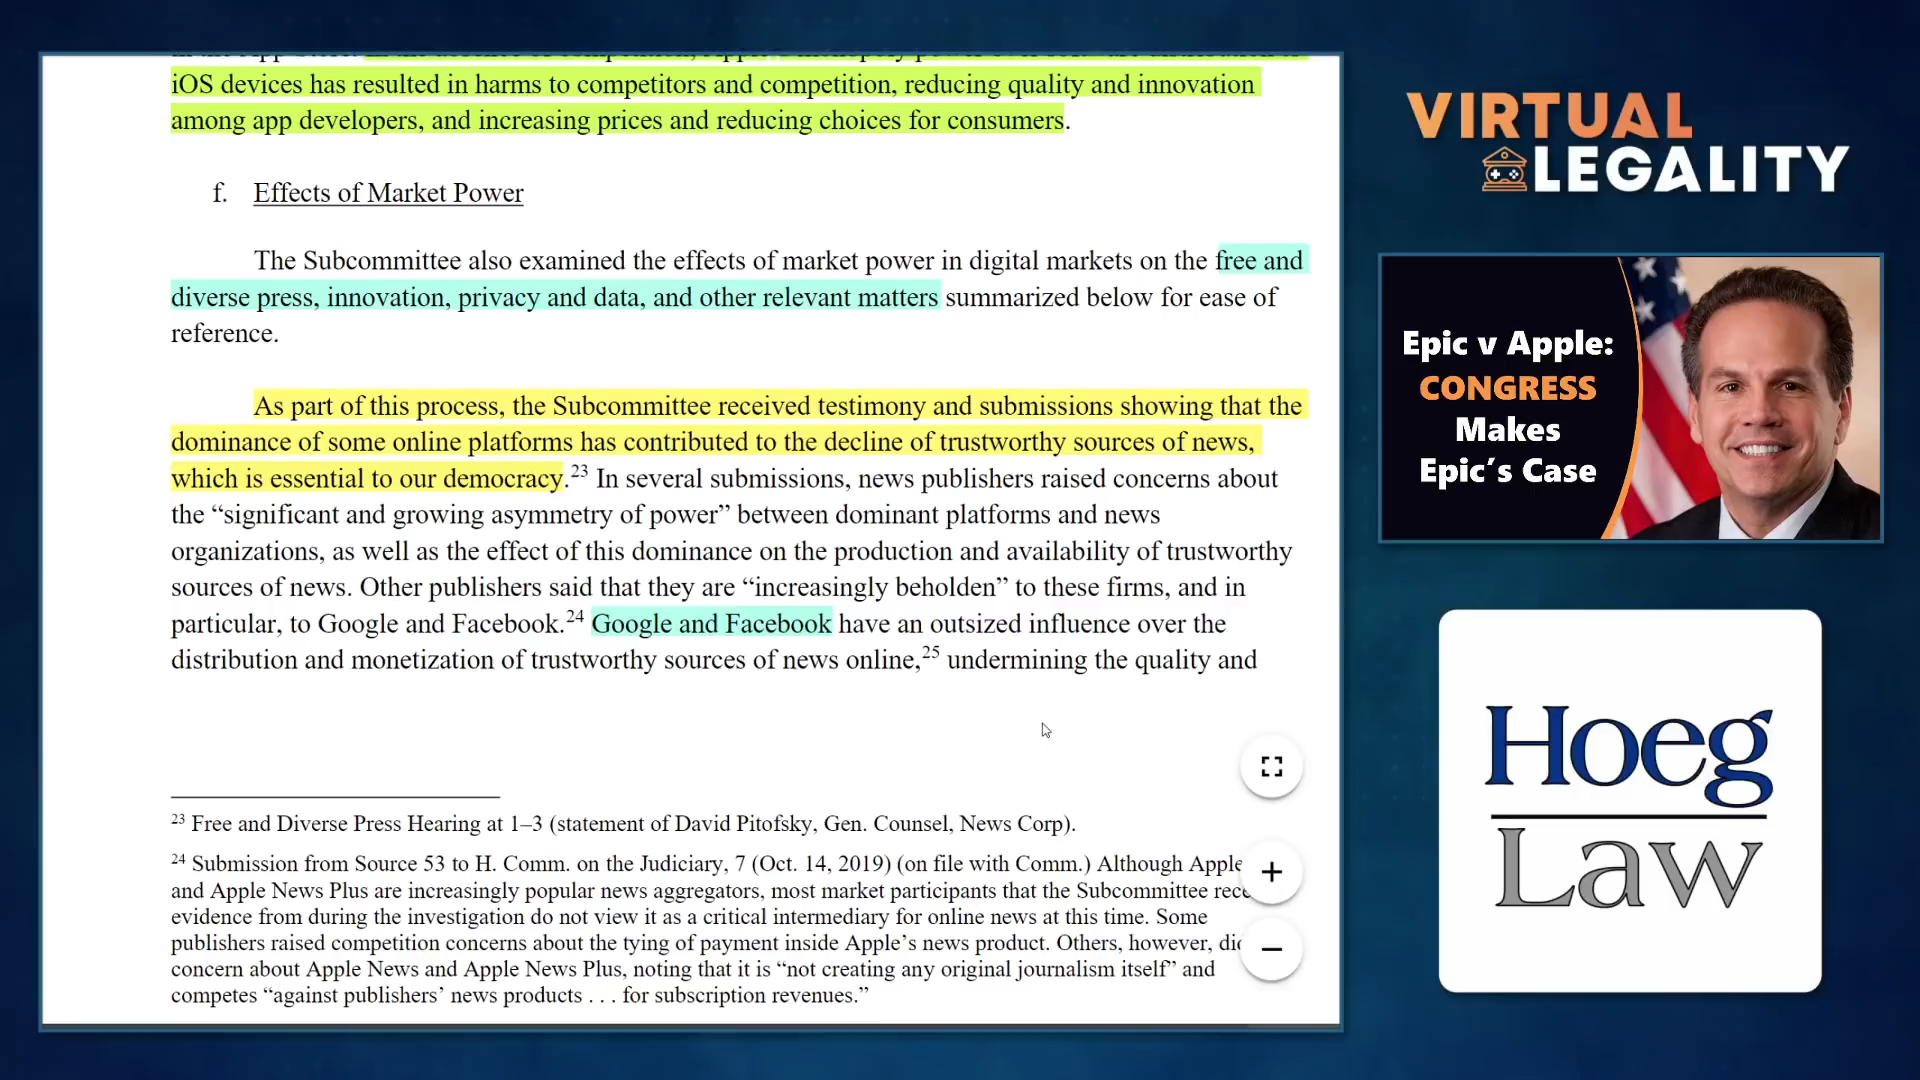 iOS devices has resulted in harms to competitors and competition, reducing quality and innovation
among app developers, and increasing prices and reducing choices for consumers.
f. Effects of Market Power
The Subcommittee also examined the effects of market power in digital markets on the free and
diverse press, innovation, privacy and data, and other relevant matters summarized below for ease of
reference.
As part of this process, the Subcommittee received testimony and submissions showing that the
dominance of some online platforms has contributed to the decline of trustworthy sources of news,
which is essential to our democracy.23 In several submissions, news publishers raised concerns about
the “significant and growing asymmetry of power” between dominant platforms and news
organizations, as well as the effect of this dominance on the production and availability of trustworthy
sources of news. Other publishers said that they are “increasingly beholden” to these firms, and in
particular, to Google and Facebook.24 Google and Facebook have an outsized influence over the
distribution and monetization of trustworthy sources of news online,25 undermining the quality and
23 Free and Diverse Press Hearing at 1–3 (statement of David Pitofsky, Gen. Counsel, News Corp).
24 Submission from Source 53 to H. Comm. on the Judiciary, 7 (Oct. 14, 2019) (on file with Comm.) Although Apple
and Apple News Plus are increasingly popular news aggregators, most market participants that the Subcommittee
evidence from during the investigation do not view it as a critical intermediary for online news at this time. Some
publishers raised competition concerns about the tying of payment inside Apple’s news product. Others, however,
concern about Apple News and Apple News Plus, noting that it is “not creating any original journalism itself” and
competes “against publishers’ news products . . . for subscription revenues.”
VIRTUAL
LEGALITY
Epic v Apple:
CONGRESS
Makes
Epic's Case
Hoeg
Law